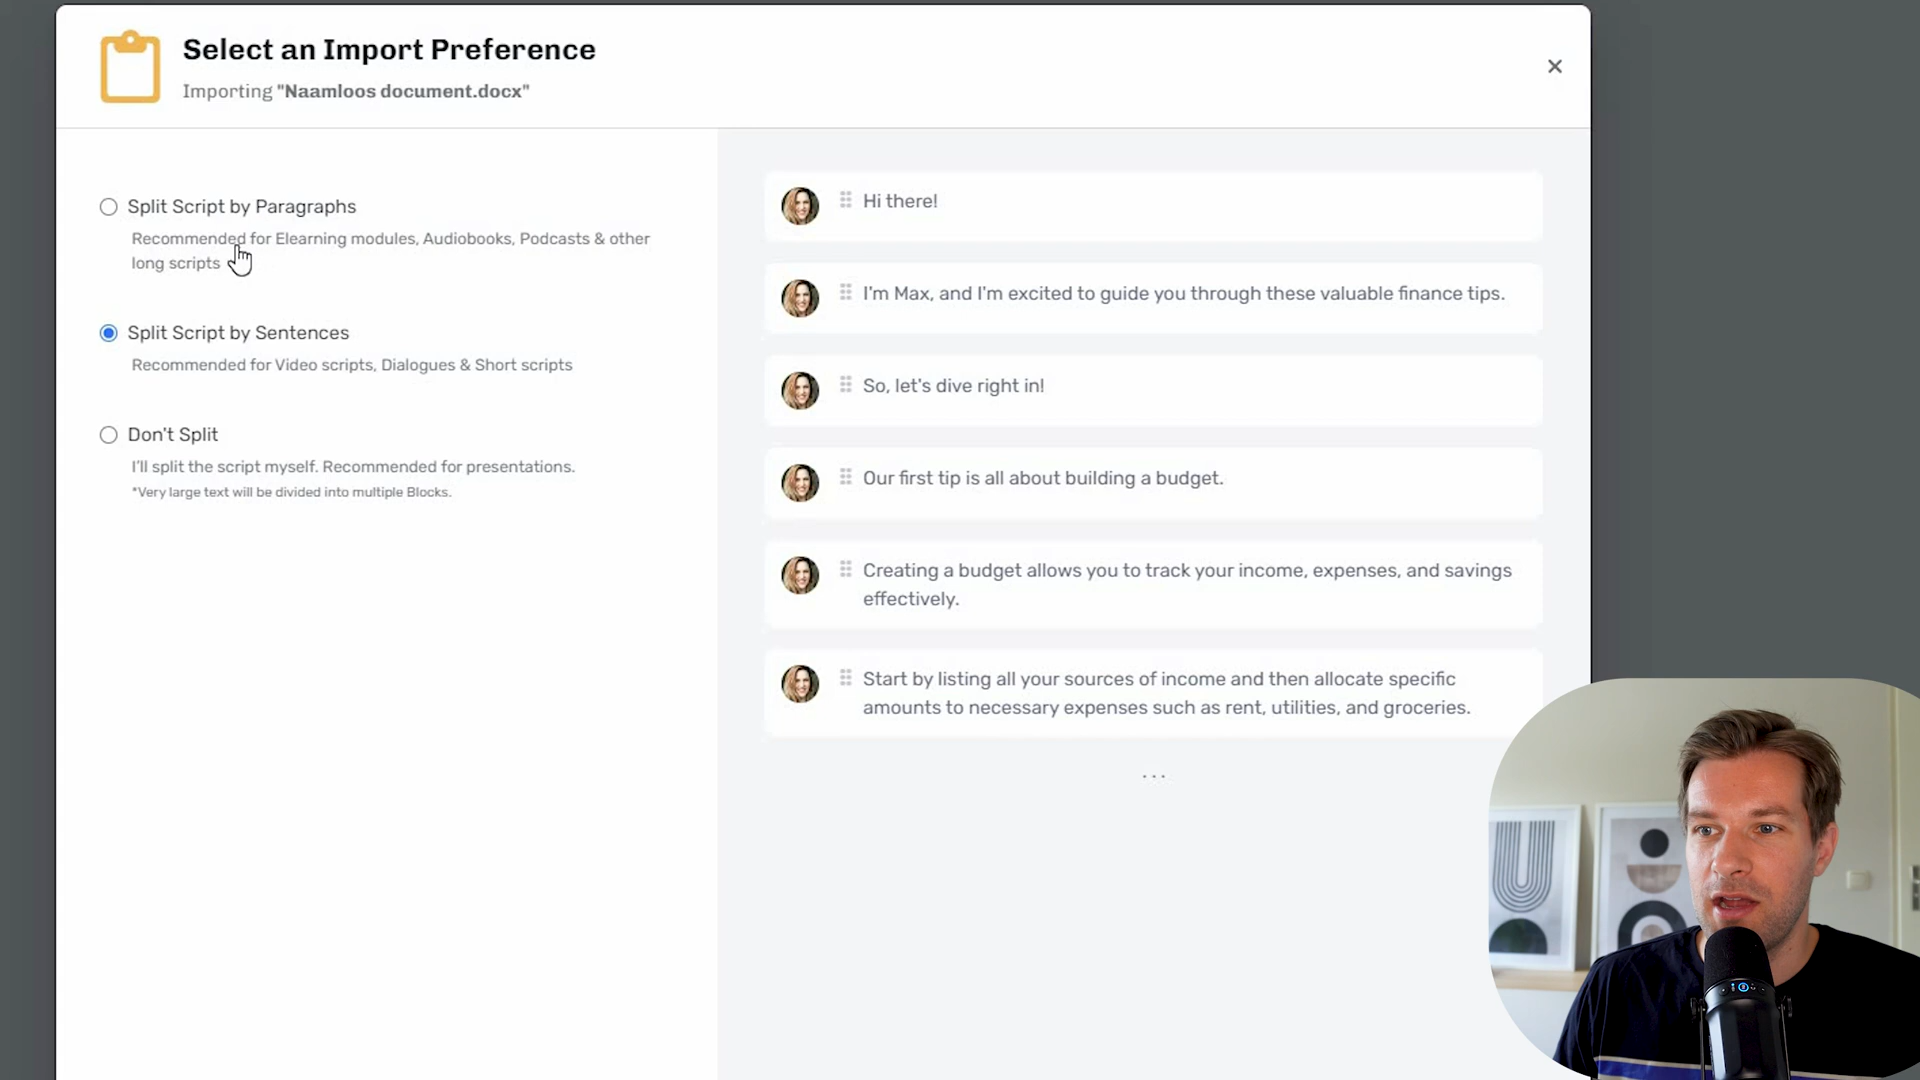 Select an Import Preference
Importing "Naamloos document.docx"
Split Script by Paragraphs
Recommended for Elearning modules, Audiobooks, Podcasts & other
long scripts
Split Script by Sentences
Recommended for Video scripts, Dialogues & Short scripts
Don't Split
I'll split the script myself. Recommended for presentations.
*Very large text will be divided into multiple Blocks.
Hi there!
I'm Max, and I'm excited to guide you through these valuable finance tips.
So, let's dive right in!
Our first tip is all about building a budget.
Creating a budget allows you to track your income, expenses, and savings
effectively.
Start by listing all your sources of income and then allocate specific
amounts to necessary expenses such as rent, utilities, and groceries.
...